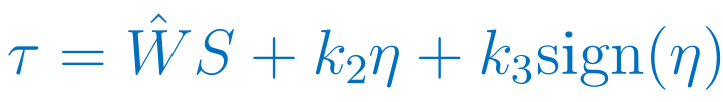 τ = ŴS + k₂η + k₃sign(η)